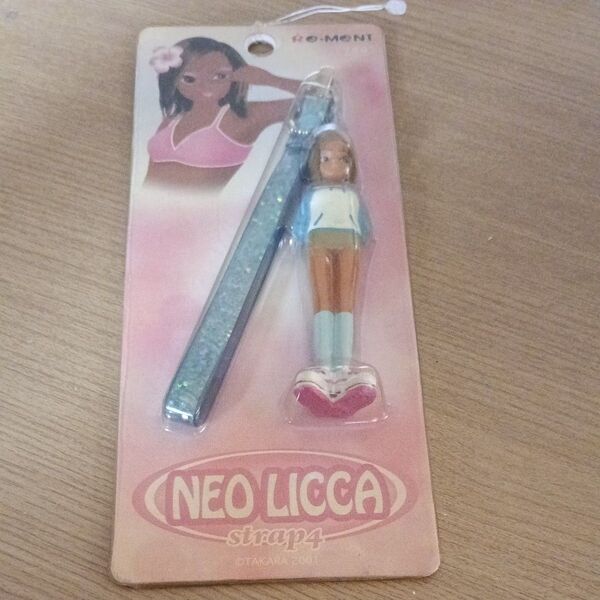 RE-MENT
NEO LICCA
strap4
©TAKARA 2001